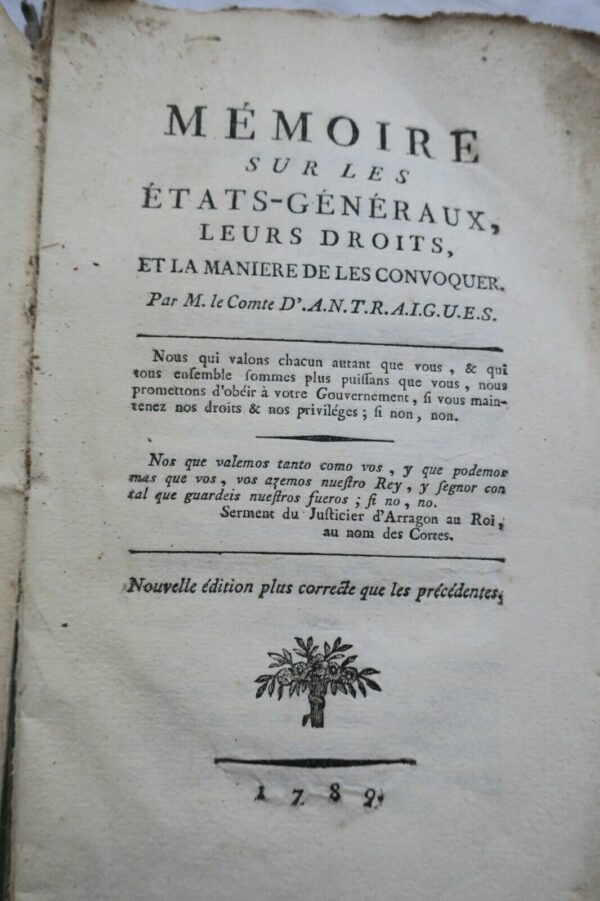 MÉMOIRE
SUR LES
ÉTATS-GÉNÉRAUX,
LEURS DROITS,
ET LA MANIERE DE LES CONVOQUER.
Par M. le Comte D'.A.N.T.R.A.I.G.U.E.S.
Nous qui valons chacun autant que vous, & qui
tous enſemble ſommes plus puiſſans que vous, nous
promettons d'obéir à votre Gouvernement, ſi vous main-
tenez nos droits & nos priviléges; ſi non, non.
Nos que valemos tanto como vos, y que podemos
mas que vos, vos azemos nueſtro Rey, y ſegnor con
tal que guardeis nueſtros fueros; ſi no, no.
Serment du Juſticier d'Arragon au Roi,
au nom des Cortes.
Nouvelle édition plus correcte que les précédentes.
1789.